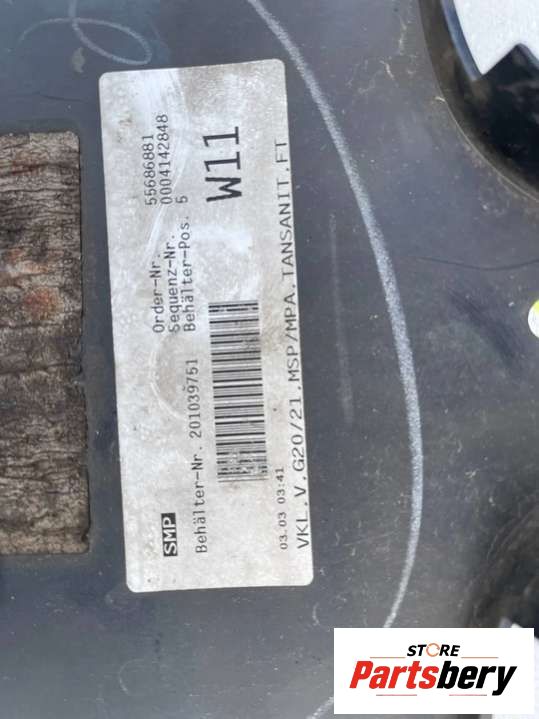 SMP
Order-Nr. 55686881
Sequenz-Nr. 0004142848
Behälter-Pos. 5
W11
Behälter-Nr. 201039751
03.03 03:41
VKL.V.G20/21.MSP/MPA.TANSANIT.FT
STORE
Partsbery